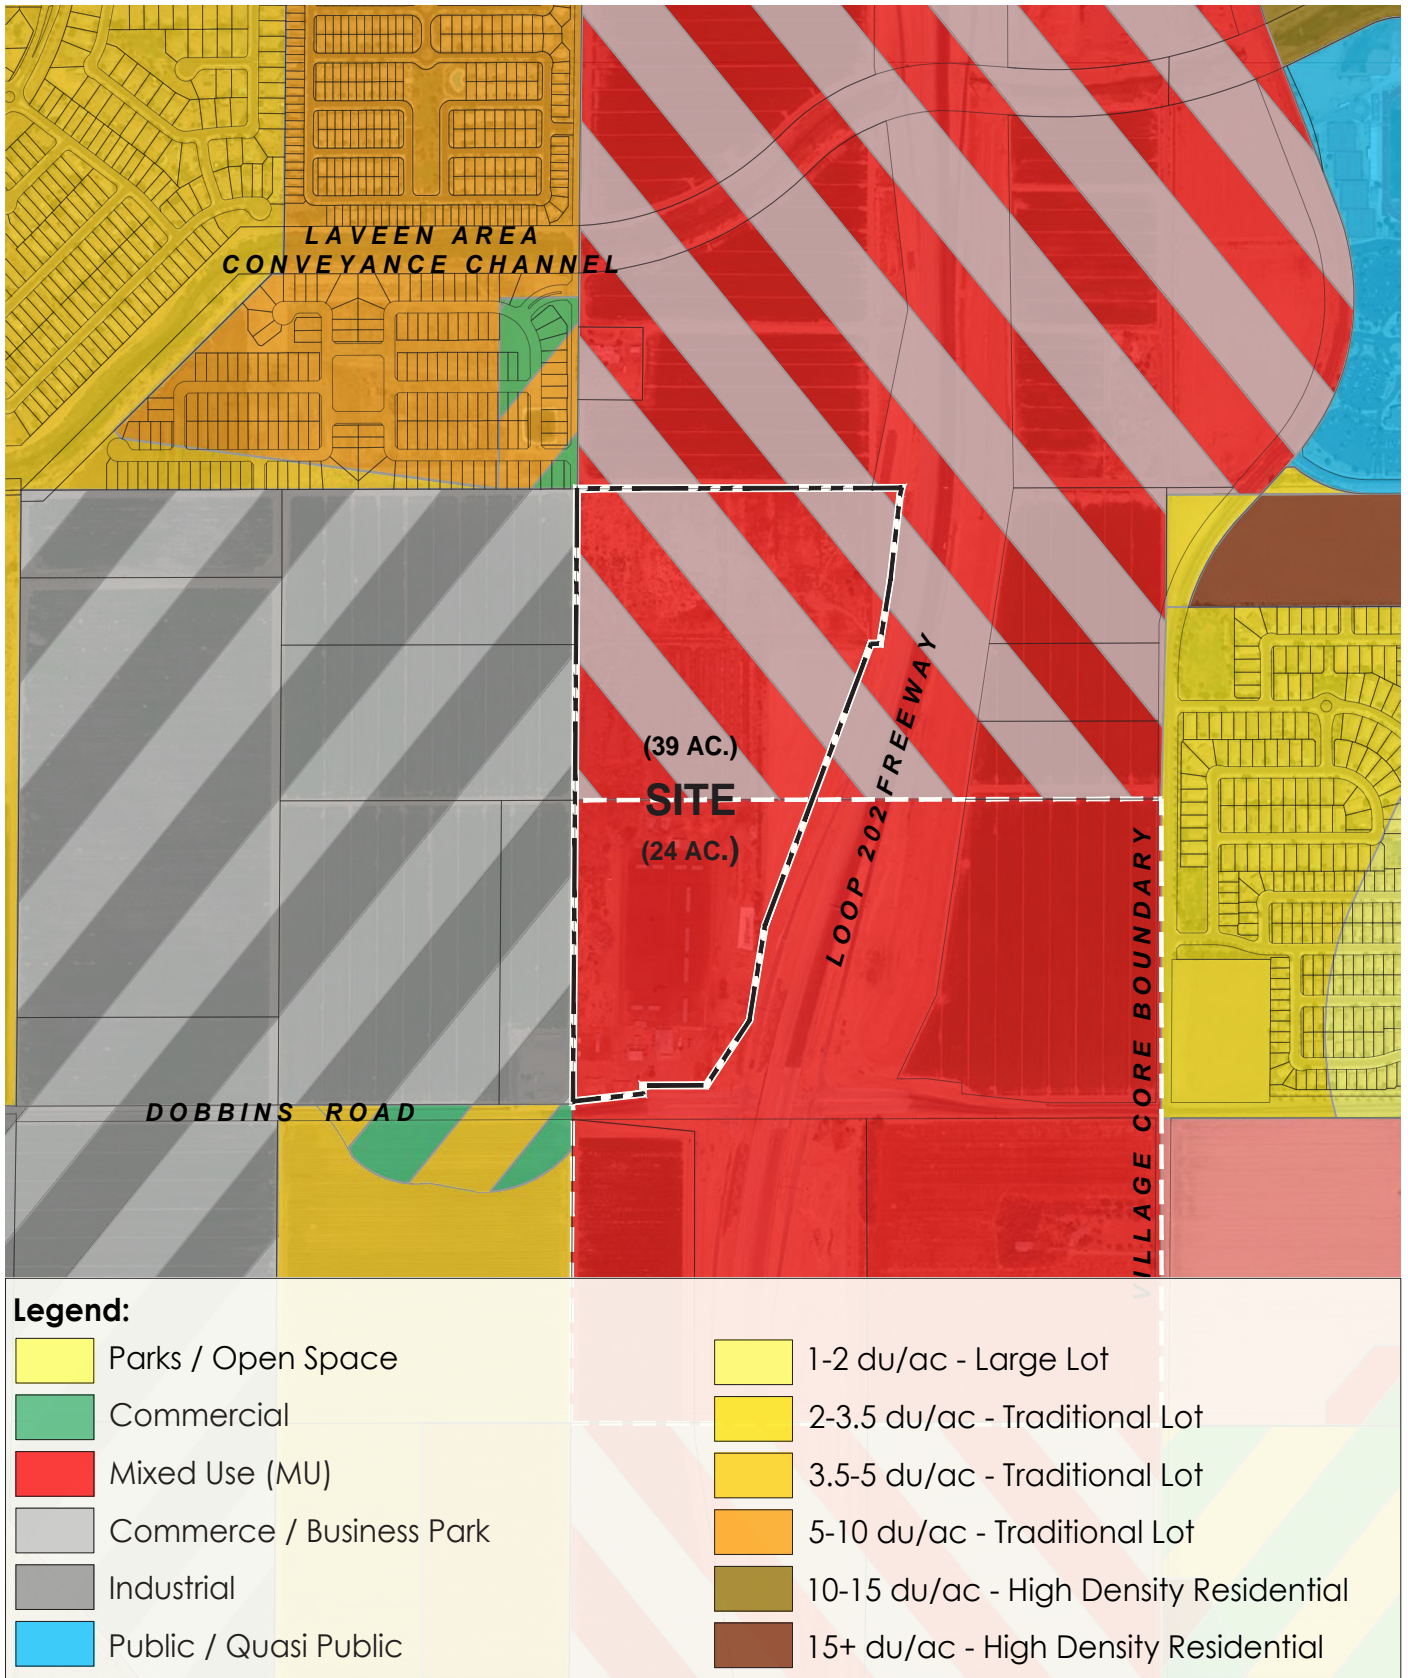 LAVEEN AREA
CONVEYANCE CHANNEL
(39 AC.)
SITE
(24 AC.)
LOOP 202 FREEWAY
VILLAGE CORE BOUNDARY
DOBBINS ROAD
Legend:
Parks / Open Space
Commercial
Mixed Use (MU)
Commerce / Business Park
Industrial
Public / Quasi Public
1-2 du/ac - Large Lot
2-3.5 du/ac - Traditional Lot
3.5-5 du/ac - Traditional Lot
5-10 du/ac - Traditional Lot
10-15 du/ac - High Density Residential
15+ du/ac - High Density Residential